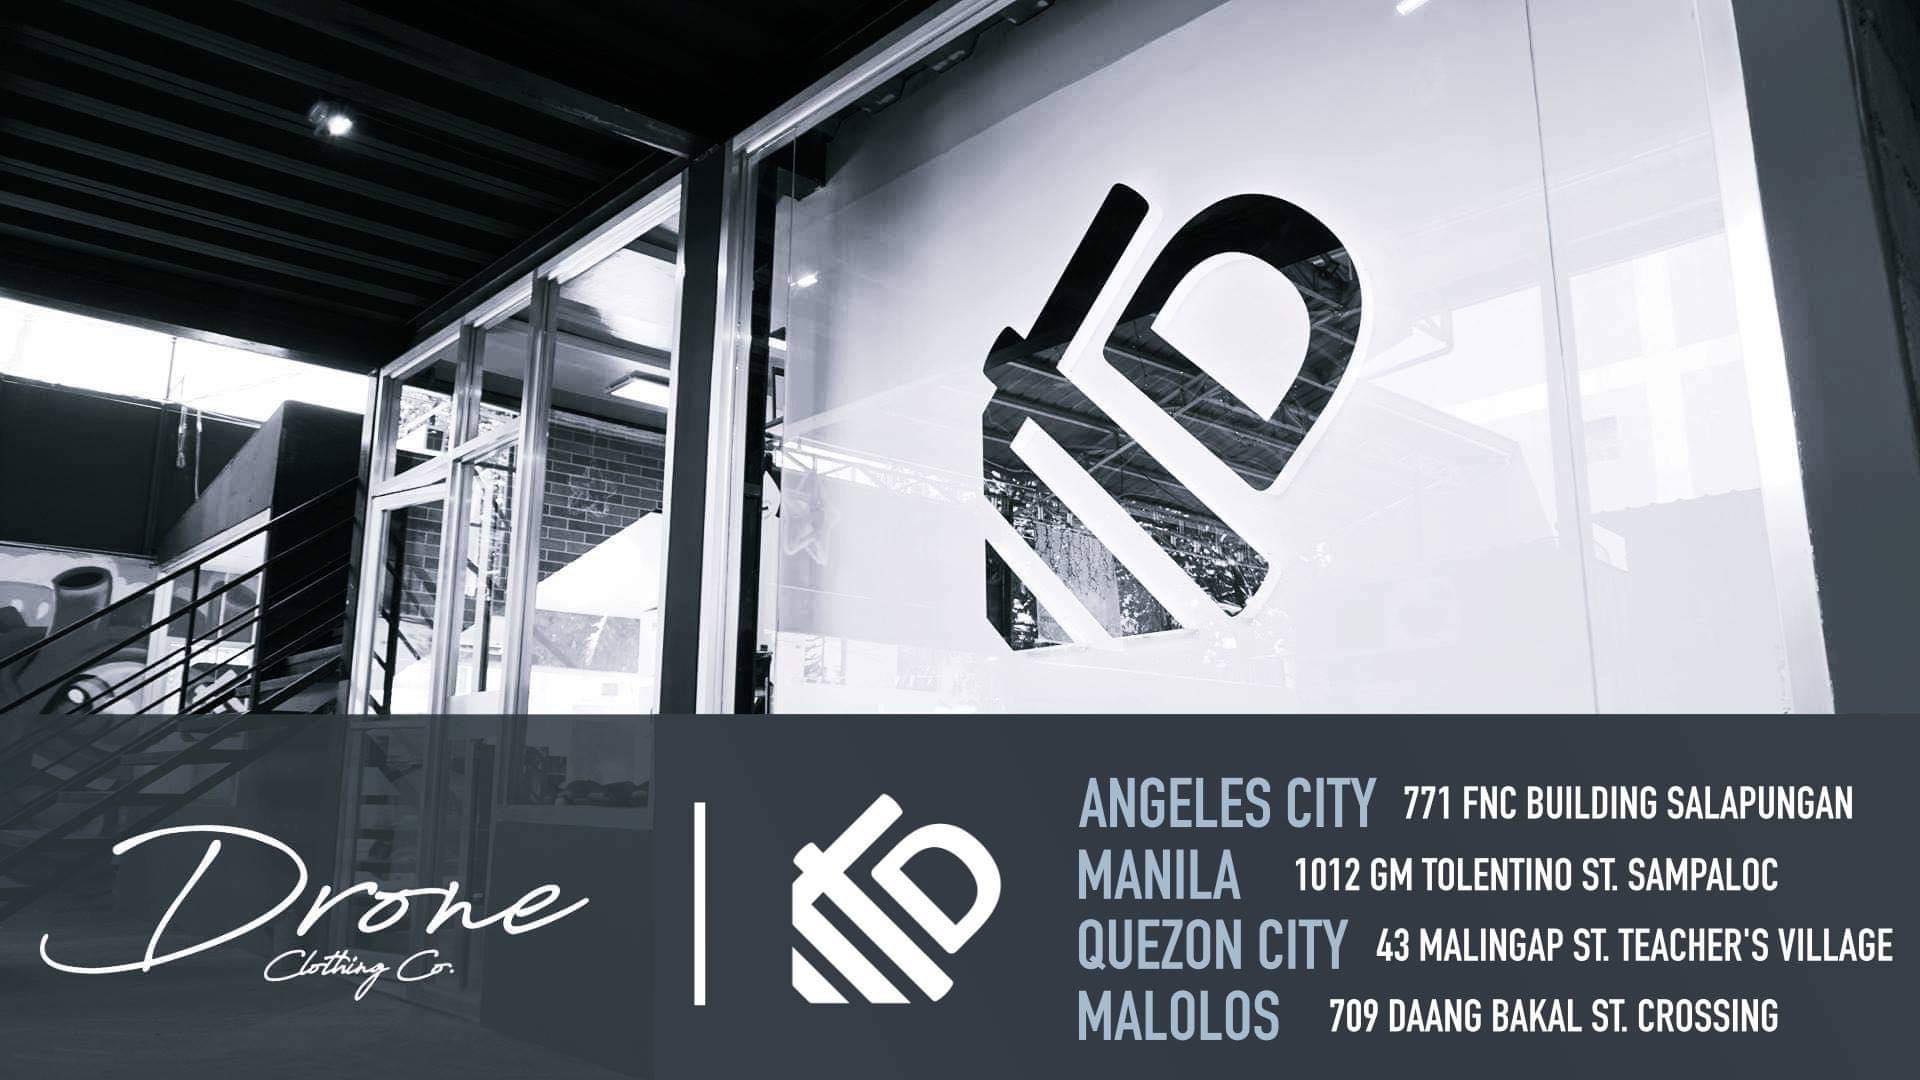 Drone
Clothing Co.
ANGELES CITY 771 FNC BUILDING SALAPUNGAN
MANILA 1012 GM TOLENTINO ST. SAMPALOC
QUEZON CITY 43 MALINGAP ST. TEACHER'S VILLAGE
MALOLOS 709 DAANG BAKAL ST. CROSSING